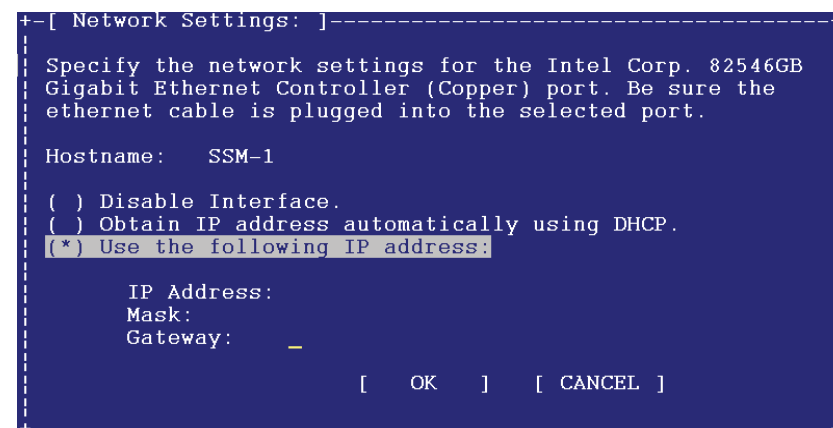 +-[ Network Settings: ]-------------------------------------
Specify the network settings for the Intel Corp. 82546GB
Gigabit Ethernet Controller (Copper) port. Be sure the
ethernet cable is plugged into the selected port.
Hostname: SSM-1
( ) Disable Interface.
( ) Obtain IP address automatically using DHCP.
(*) Use the following IP address:
IP Address:
Mask:
Gateway: _
[ OK ] [ CANCEL ]